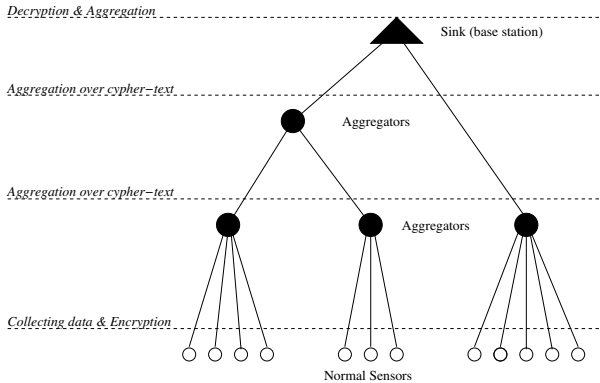 Decryption & Aggregation
Sink (base station)
Aggregation over cypher−text
Aggregators
Aggregation over cypher−text
Aggregators
Collecting data & Encryption
Normal Sensors